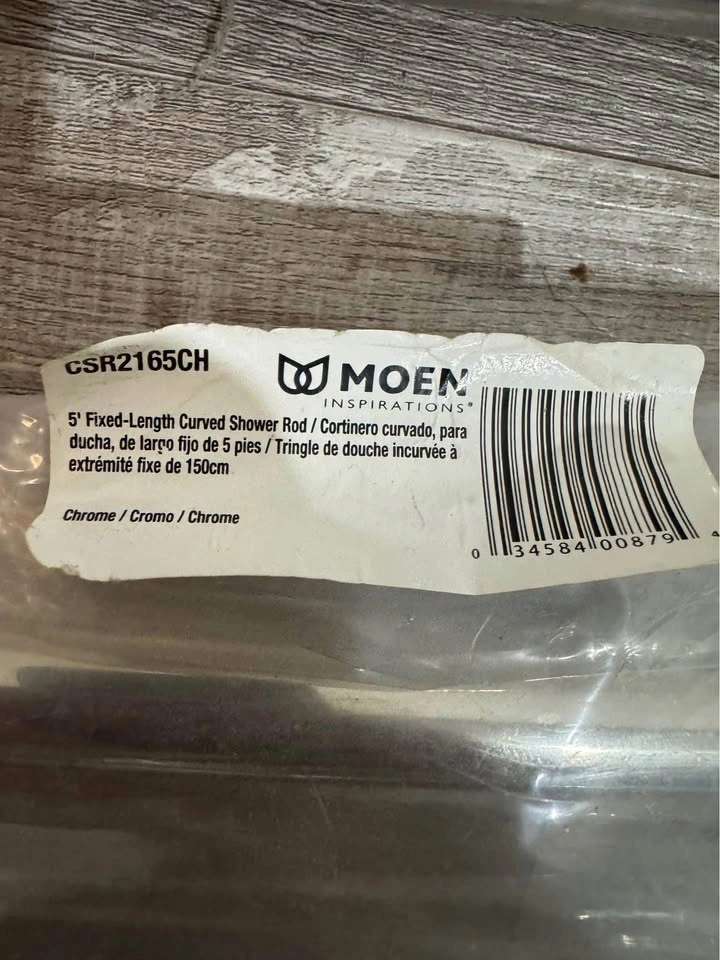 CSR2165CH
MOEN
INSPIRATIONS®
5' Fixed-Length Curved Shower Rod / Cortinero curvado, para
ducha, de largo fijo de 5 pies / Tringle de douche incurvée à
extrémité fixe de 150cm
Chrome / Cromo / Chrome
0 34584 00879 4